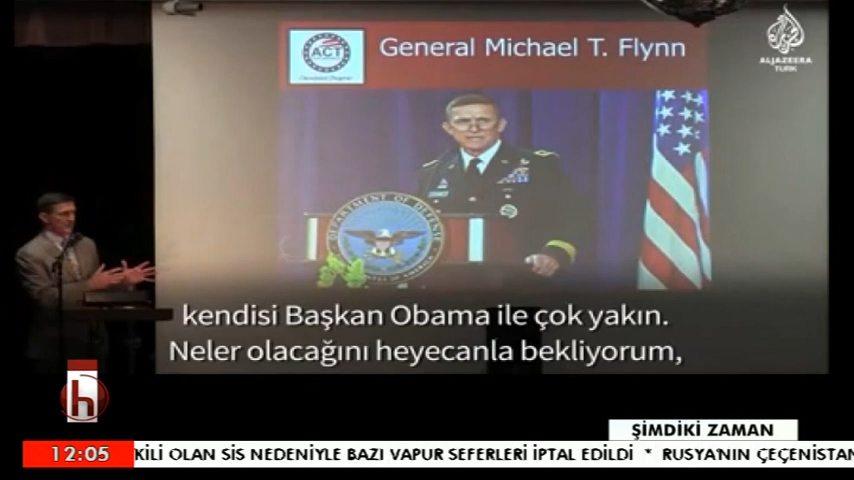 ACT
General Michael T. Flynn
ALJAZEERA
TURK
DEPARTMENT OF DEFENSE
kendisi Başkan Obama ile çok yakın.
Neler olacağını heyecanla bekliyorum,
h
ŞİMDİKİ ZAMAN
12:05 KİLİ OLAN SİS NEDENİYLE BAZI VAPUR SEFERLERİ İPTAL EDİLDİ * RUSYA'NIN ÇEÇENİSTAN